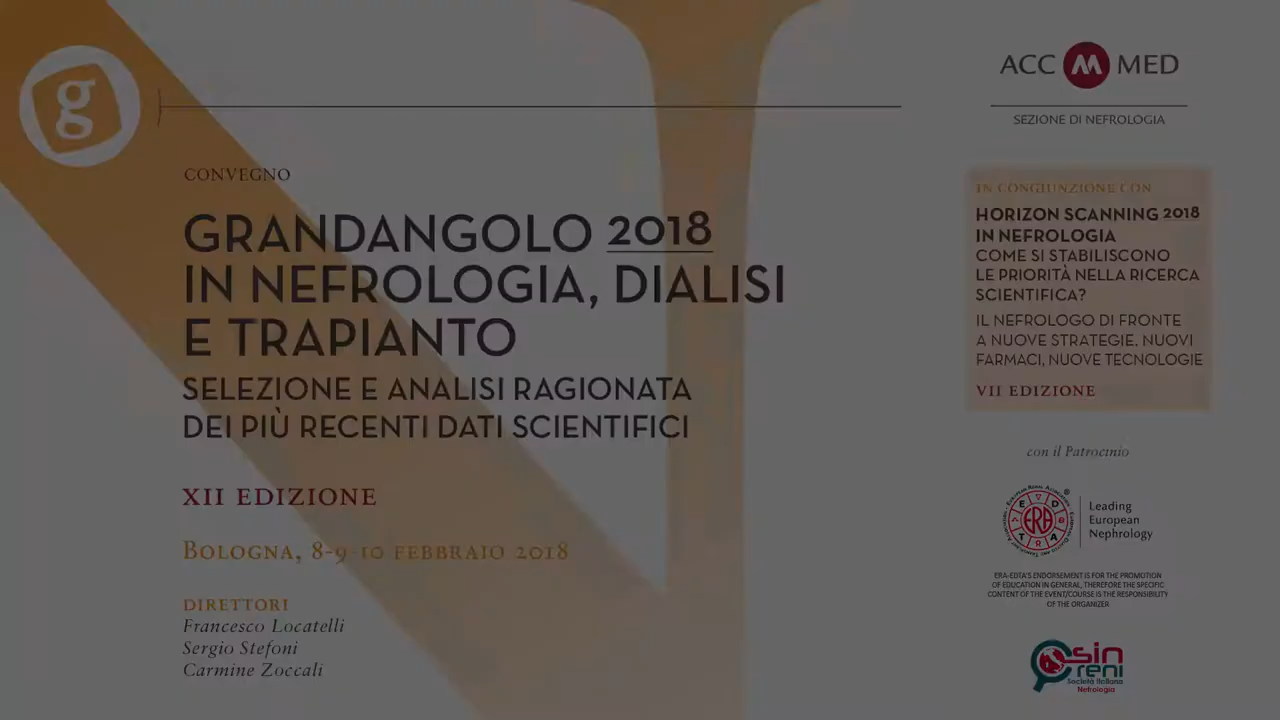 g
CONVEGNO
GRANDANGOLO 2018
IN NEFROLOGIA, DIALISI
E TRAPIANTO
SELEZIONE E ANALISI RAGIONATA
DEI PIÙ RECENTI DATI SCIENTIFICI
XII EDIZIONE
BOLOGNA, 8-9-10 FEBBRAIO 2018
DIRETTORI
Francesco Locatelli
Sergio Stefoni
Carmine Zoccali
ACC M MED
SEZIONE DI NEFROLOGIA
IN CONGIUNZIONE CON
HORIZON SCANNING 2018
IN NEFROLOGIA
COME SI STABILISCONO
LE PRIORITÀ NELLA RICERCA
SCIENTIFICA?
IL NEFROLOGO DI FRONTE
A NUOVE STRATEGIE, NUOVI
FARMACI, NUOVE TECNOLOGIE
VII EDIZIONE
con il Patrocinio
ERA
EDTA
Leading
European
Nephrology
ERA-EDTA'S ENDORSEMENT IS FOR THE PROMOTION
OF EDUCATION IN GENERAL, THEREFORE THE SPECIFIC
CONTENT OF THE EVENT/COURSE IS THE RESPONSIBILITY
OF THE ORGANIZER
sin
reni
Società Italiana
Nefrologia